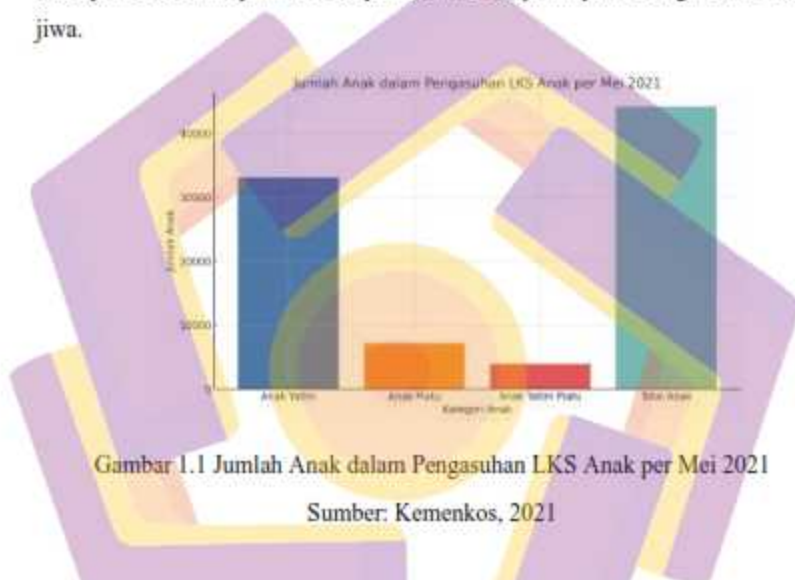 jiwa.
Jumlah Anak dalam Pengasuhan LKS Anak per Mei 2021
40000
30000
20000
10000
0
Jumlah Anak
Anak Yatim
Anak Piatu
Anak Yatim Piatu
Total Anak
Kategori Anak
Gambar 1.1 Jumlah Anak dalam Pengasuhan LKS Anak per Mei 2021
Sumber: Kemenkos, 2021